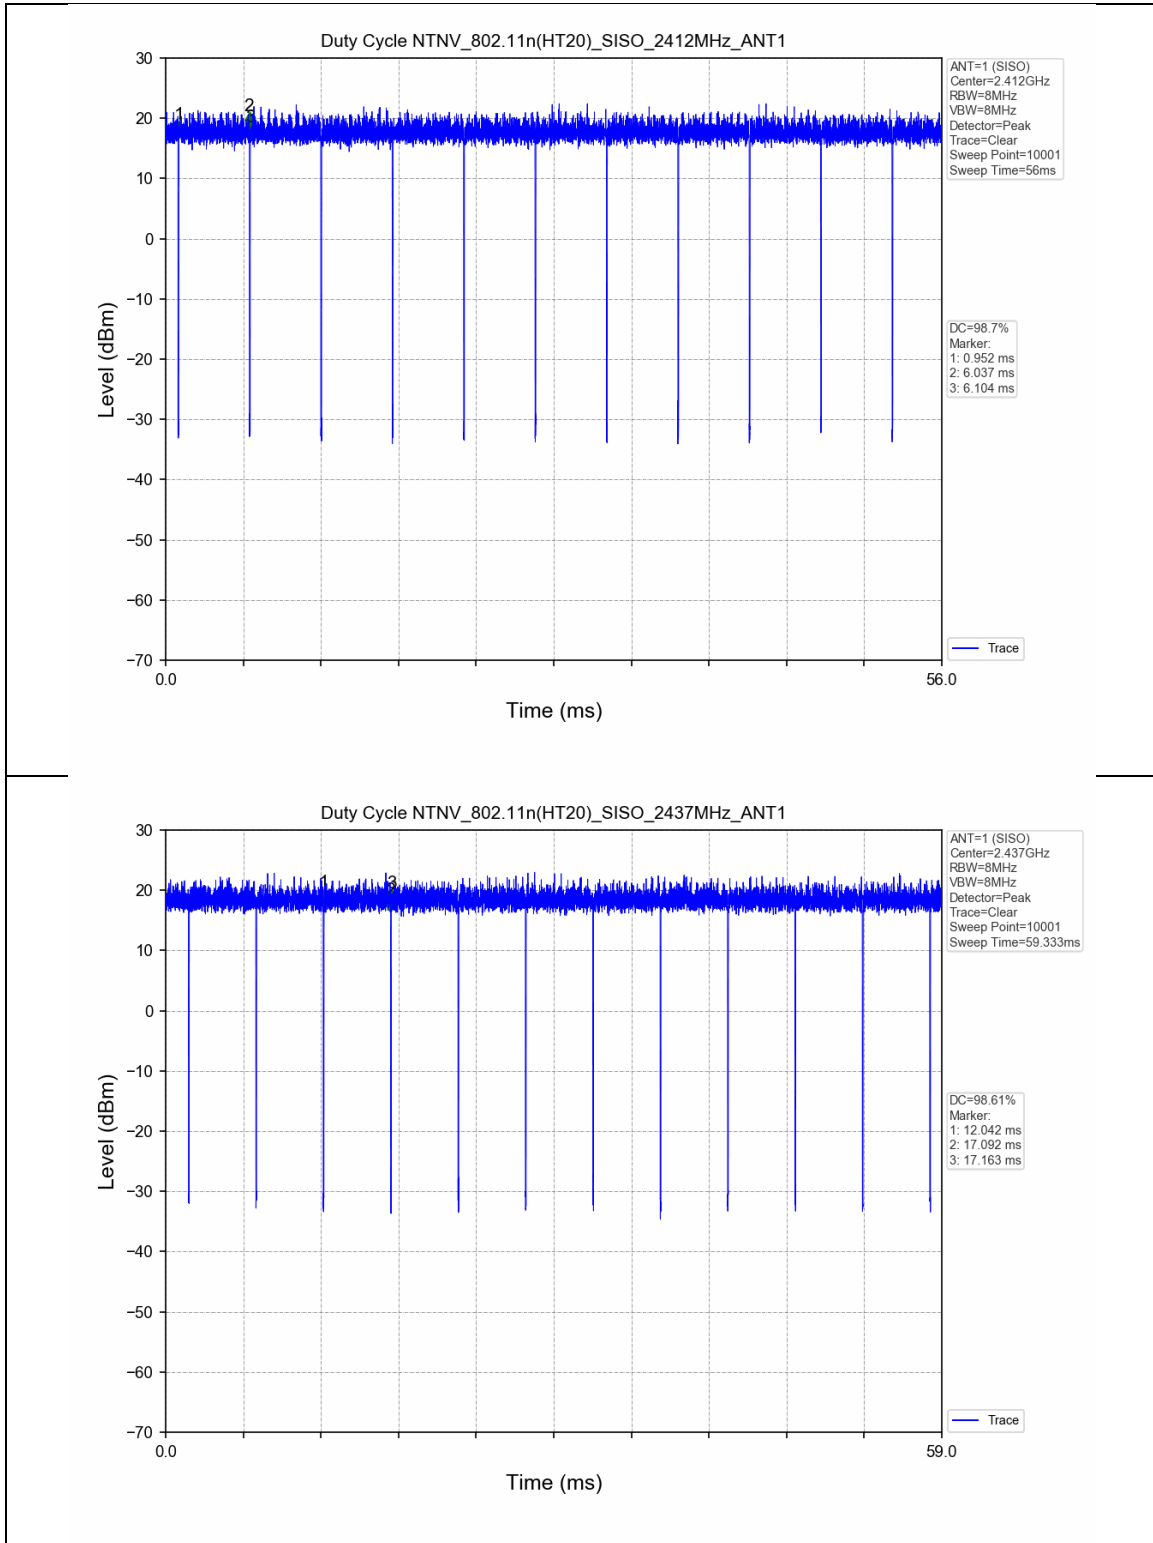 Duty Cycle NTNV_802.11n(HT20)_SISO_2412MHz_ANT1
30
20
10
0
−10
−20
−30
−40
−50
−60
−70
Level (dBm)
1
2
0.0
56.0
Time (ms)
ANT=1 (SISO)
Center=2.412GHz
RBW=8MHz
VBW=8MHz
Detector=Peak
Trace=Clear
Sweep Point=10001
Sweep Time=56ms
DC=98.7%
Marker:
1: 0.952 ms
2: 6.037 ms
3: 6.104 ms
Trace
Duty Cycle NTNV_802.11n(HT20)_SISO_2437MHz_ANT1
30
20
10
0
−10
−20
−30
−40
−50
−60
−70
Level (dBm)
1
3
0.0
59.0
Time (ms)
ANT=1 (SISO)
Center=2.437GHz
RBW=8MHz
VBW=8MHz
Detector=Peak
Trace=Clear
Sweep Point=10001
Sweep Time=59.333ms
DC=98.61%
Marker:
1: 12.042 ms
2: 17.092 ms
3: 17.163 ms
Trace